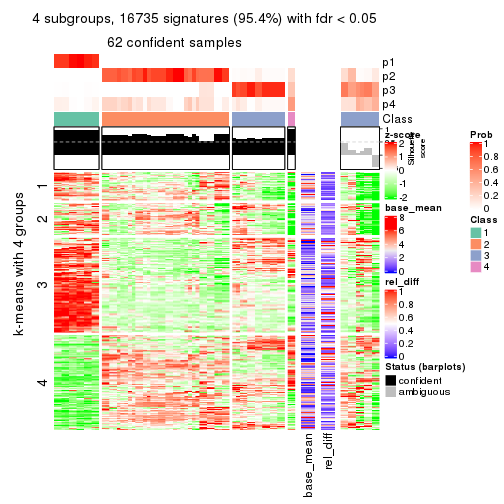 4 subgroups, 16735 signatures (95.4%) with fdr < 0.05
62 confident samples
p1
p2
p3
p4
Class
1
Silhouette
score
z-score
2
-2
base_mean
8
6
4
2
0
rel_diff
1
0.8
0.6
0.4
0.2
0
Status (barplots)
confident
ambiguous
Prob
1
0.8
0.6
0.4
0.2
0
Class
1
2
3
4
k-means with 4 groups
1
2
3
4
base_mean
rel_diff